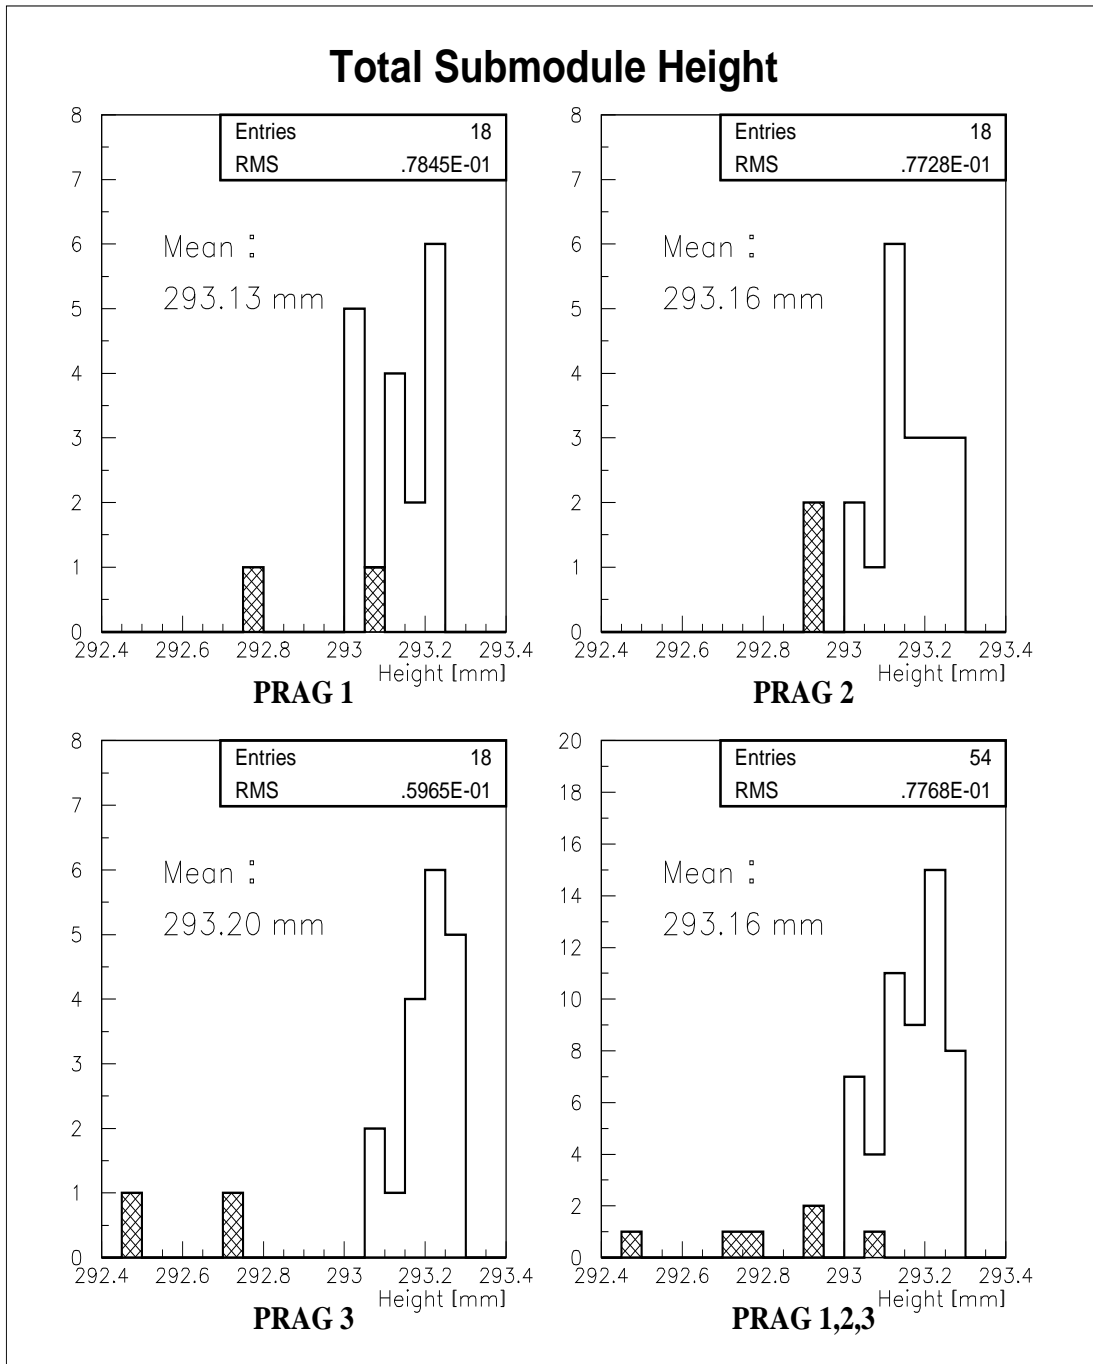 Total Submodule Height
8
7
6
5
4
3
2
1
0
Entries 18
RMS .7845E-01
Mean :
293.13 mm
292.4 292.6 292.8 293 293.2 293.4
Height [mm]
PRAG 1
8
7
6
5
4
3
2
1
0
Entries 18
RMS .7728E-01
Mean :
293.16 mm
292.4 292.6 292.8 293 293.2 293.4
Height [mm]
PRAG 2
8
7
6
5
4
3
2
1
0
Entries 18
RMS .5965E-01
Mean :
293.20 mm
292.4 292.6 292.8 293 293.2 293.4
Height [mm]
PRAG 3
20
18
16
14
12
10
8
6
4
2
0
Entries 54
RMS .7768E-01
Mean :
293.16 mm
292.4 292.6 292.8 293 293.2 293.4
Height [mm]
PRAG 1,2,3